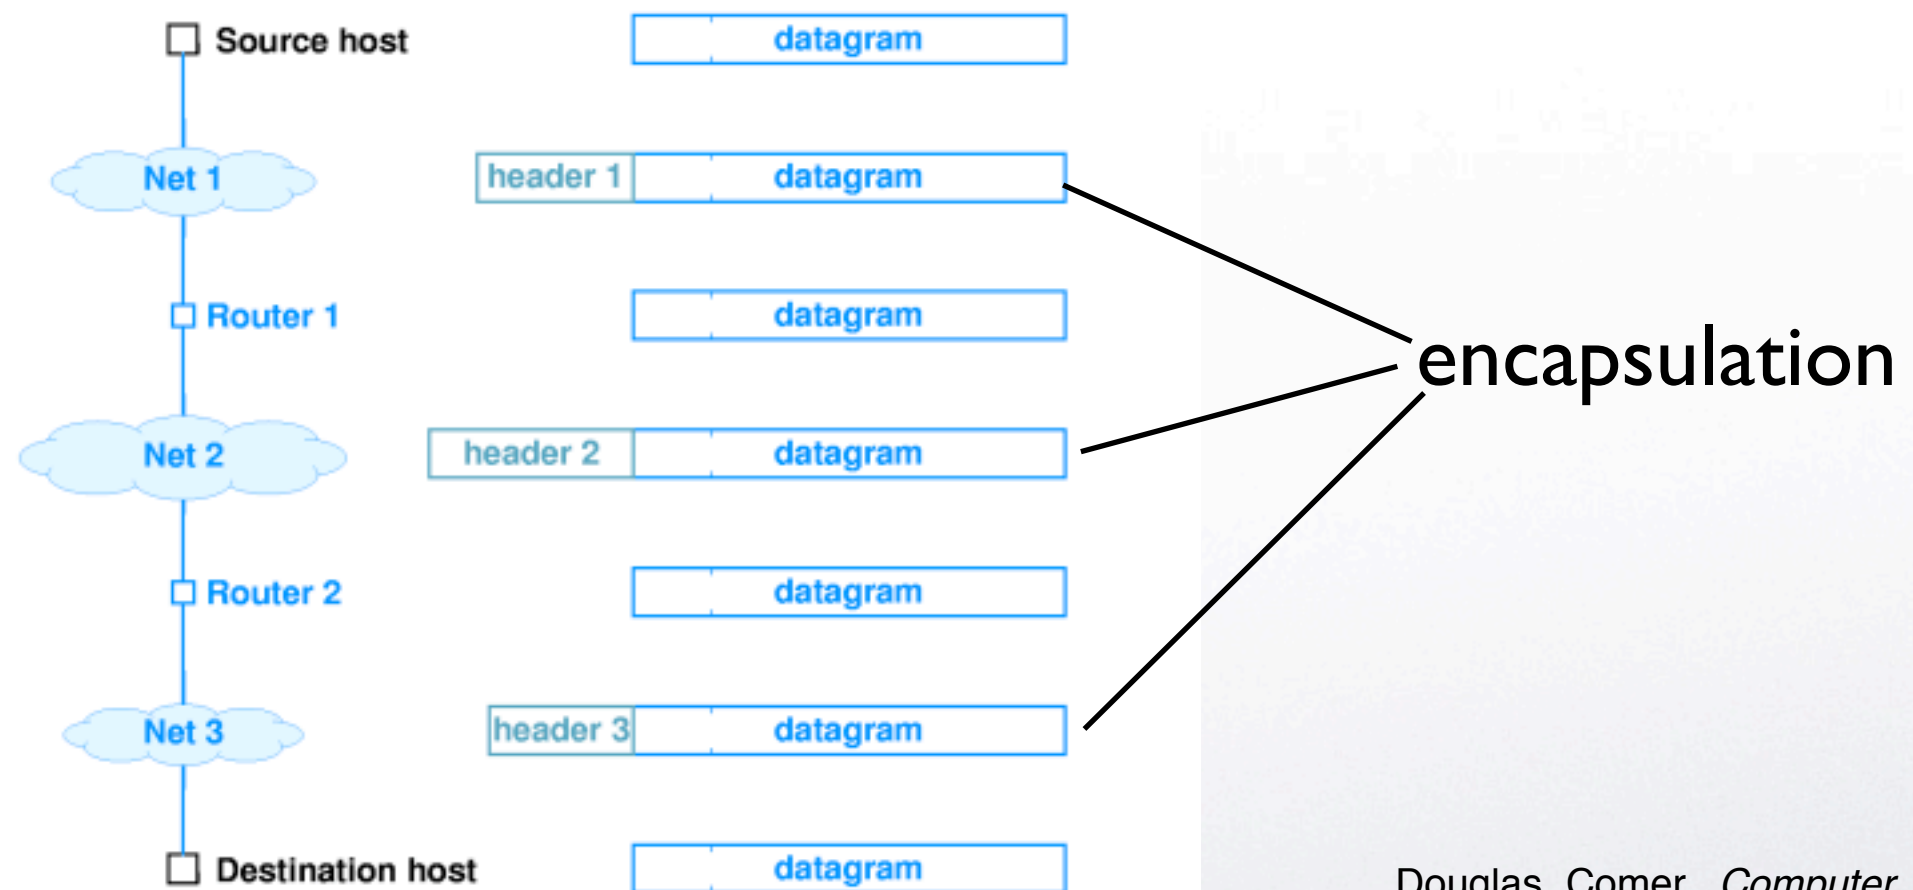 Source host datagram
Net 1 header 1 datagram
Router 1 datagram
encapsulation
Net 2 header 2 datagram
Router 2 datagram
Net 3 header 3 datagram
Destination host datagram
Douglas Comer, Computer